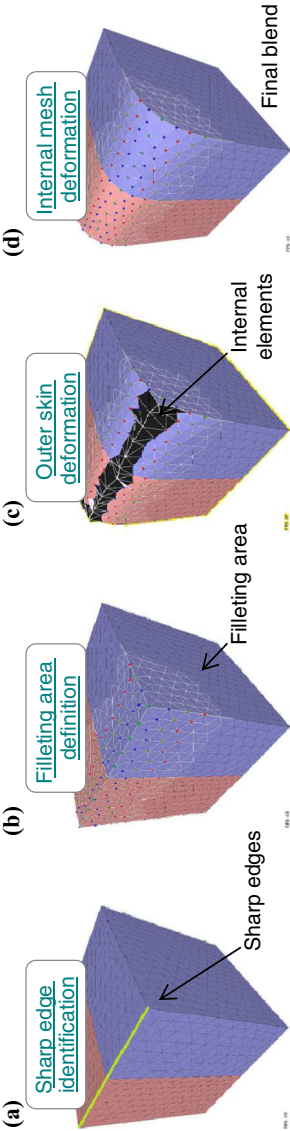 (a)
Sharp edge
identification
Sharp edges
(b)
Filleting area
definition
Filleting area
(c)
Outer skin
deformation
Internal
elements
(d)
Internal mesh
deformation
Final blend